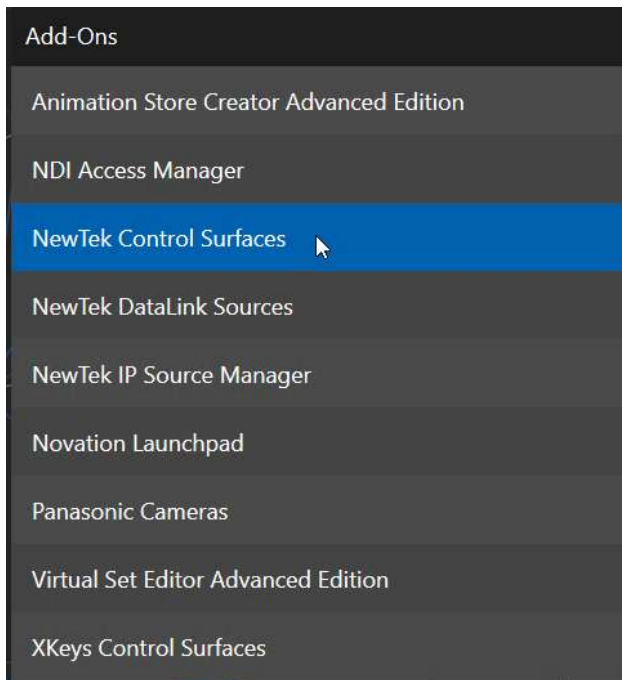 Add-Ons
Animation Store Creator Advanced Edition
NDI Access Manager
NewTek Control Surfaces
NewTek DataLink Sources
NewTek IP Source Manager
Novation Launchpad
Panasonic Cameras
Virtual Set Editor Advanced Edition
XKeys Control Surfaces